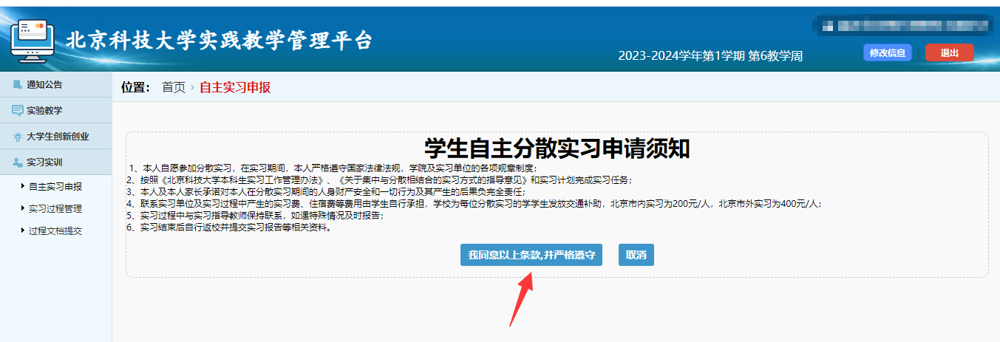 北京科技大学实践教学管理平台
2023-2024学年第1学期 第6教学周
修改信息
退出
通知公告
实验教学
大学生创新创业
实习实训
自主实习申报
实习过程管理
过程文档提交
位置： 首页 › 自主实习申报
学生自主分散实习申请须知
1、本人自愿参加分散实习，在实习期间，本人严格遵守国家法律法规，学院及实习单位的各项规章制度；
2、按照《北京科技大学本科生实习工作管理办法》、《关于集中与分散相结合的实习方式的指导意见》和实习计划完成实习任务；
3、本人及本人家长承诺对本人在分散实习期间的人身财产安全和一切行为及其产生的后果负完全责任；
4、联系实习单位及实习过程中产生的实习费、住宿费等费用由学生自行承担，学校为每位分散实习的学学生发放交通补助，北京市内实习为200元/人，北京市外实习为400元/人；
5、实习过程中与实习指导教师保持联系，如遇特殊情况及时报告；
6、实习结束后自行返校并提交实习报告等相关资料。
我同意以上条款,并严格遵守
取消